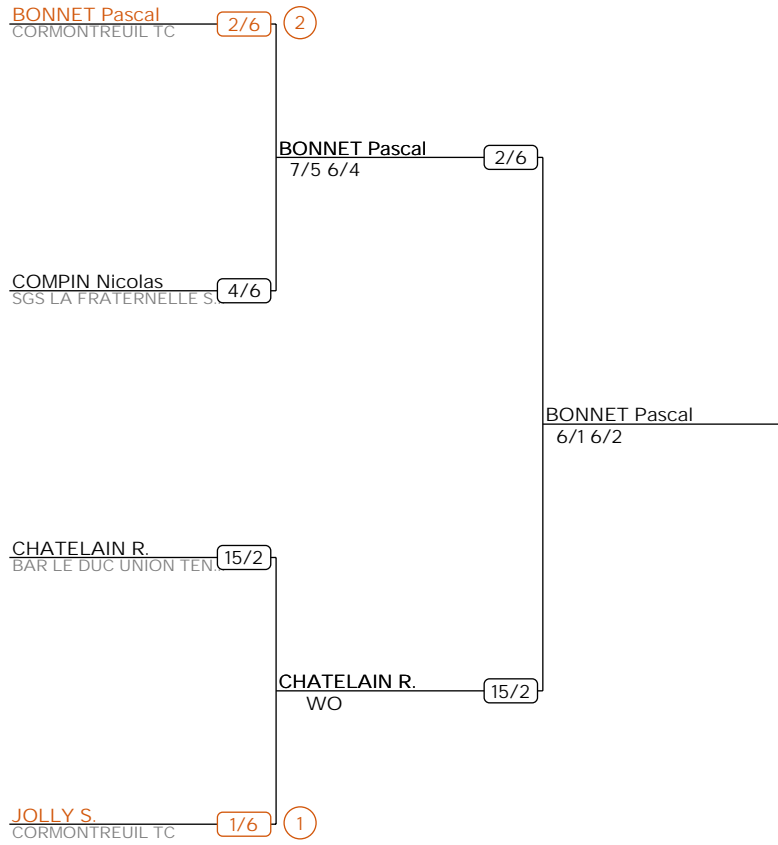 BONNET Pascal 2/6 2
CORMONTREUIL TC
BONNET Pascal 2/6
7/5 6/4
COMPIN Nicolas 4/6
SGS LA FRATERNELLE S..
BONNET Pascal
6/1 6/2
CHATELAIN R. 15/2
BAR LE DUC UNION TEN..
CHATELAIN R. 15/2
WO
JOLLY S. 1/6 1
CORMONTREUIL TC